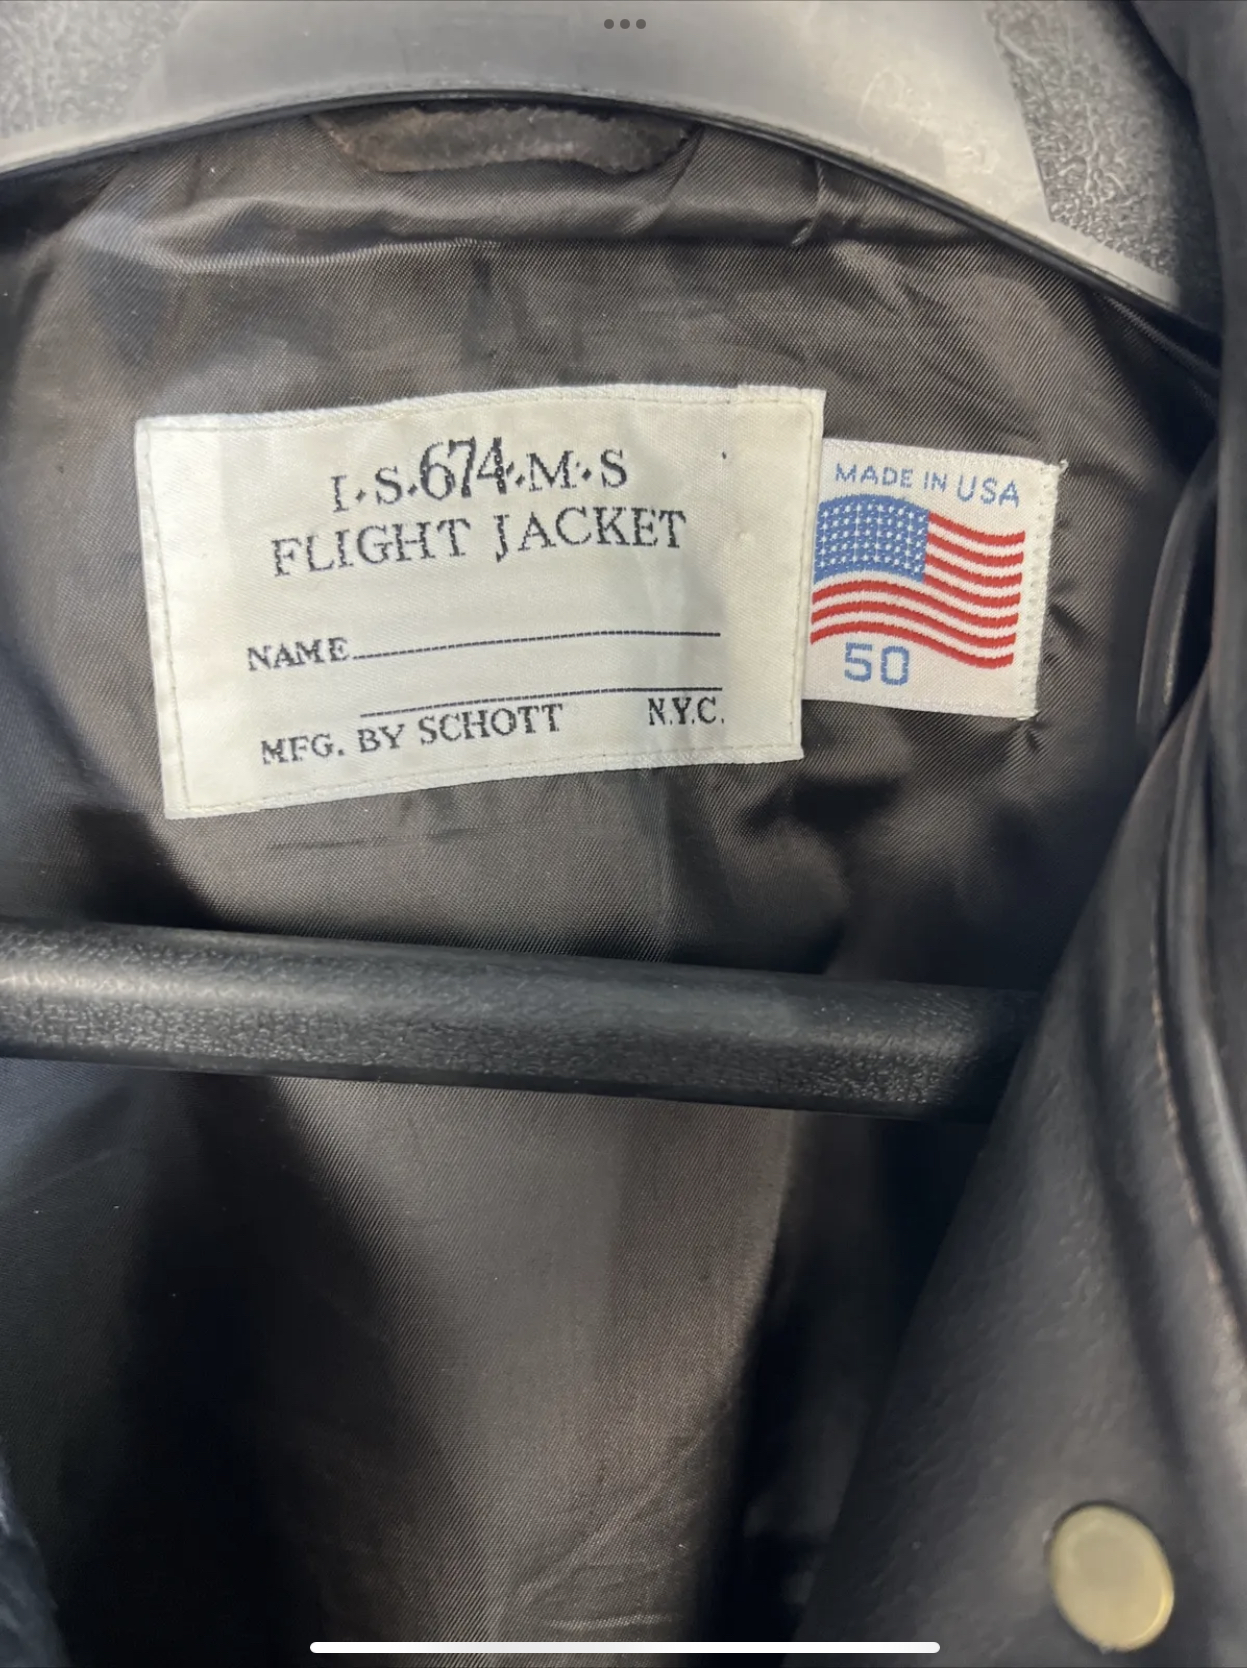 I·S·674·M·S
FLIGHT JACKET
NAME
MFG. BY SCHOTT N.Y.C.
MADE IN USA
50